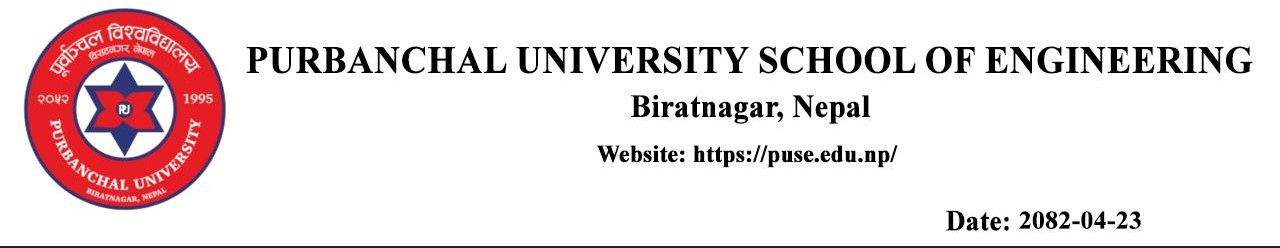 पूर्वाञ्चल विश्वविद्यालय
विराटनगर, नेपाल
२०५२
1995
PU
PURBANCHAL UNIVERSITY
BIRATNAGAR, NEPAL
PURBANCHAL UNIVERSITY SCHOOL OF ENGINEERING
Biratnagar, Nepal
Website: https://puse.edu.np/
Date: 2082-04-23